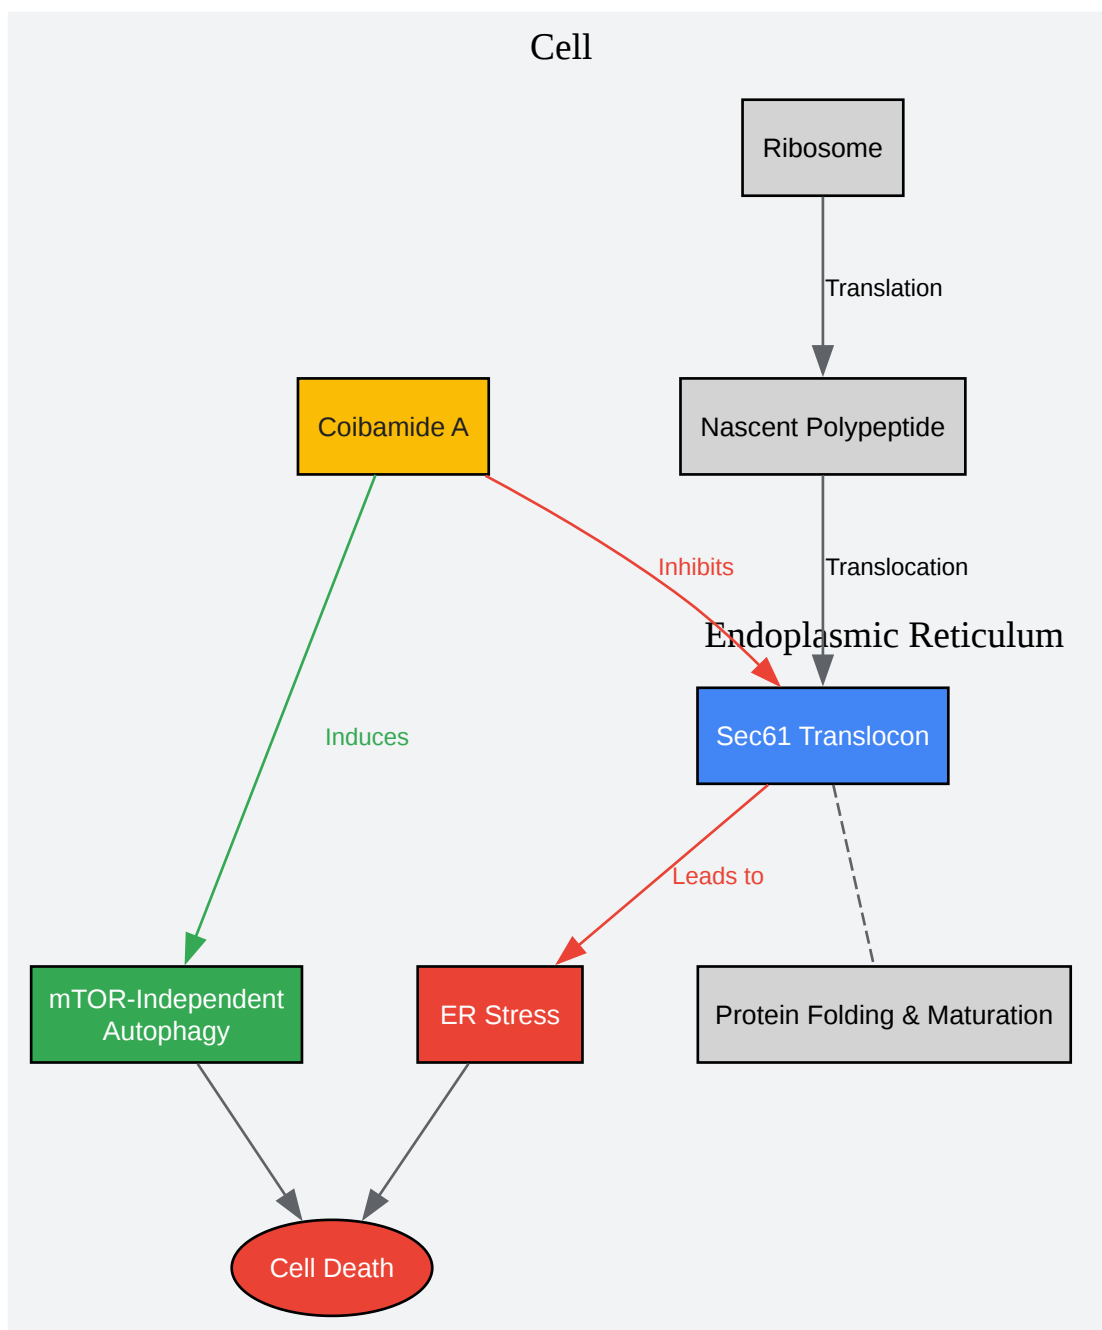 Cell
Ribosome
Translation
Coibamide A
Nascent Polypeptide
Inhibits
Translocation
Endoplasmic Reticulum
Induces
Sec61 Translocon
Leads to
mTOR-Independent
Autophagy
ER Stress
Protein Folding & Maturation
Cell Death